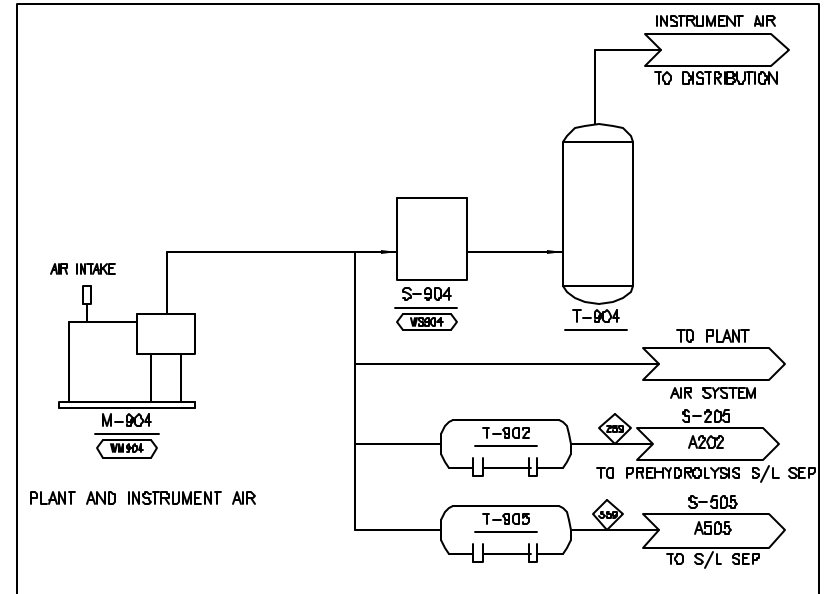 INSTRUMENT AIR
TO DISTRIBUTION
AIR INTAKE
S-904
WS904
T-904
TO PLANT
AIR SYSTEM
M-904
WM904
S-205
T-902
269
A202
TO PREHYDROLYSIS S/L SEP
PLANT AND INSTRUMENT AIR
S-505
T-905
A505
TO S/L SEP